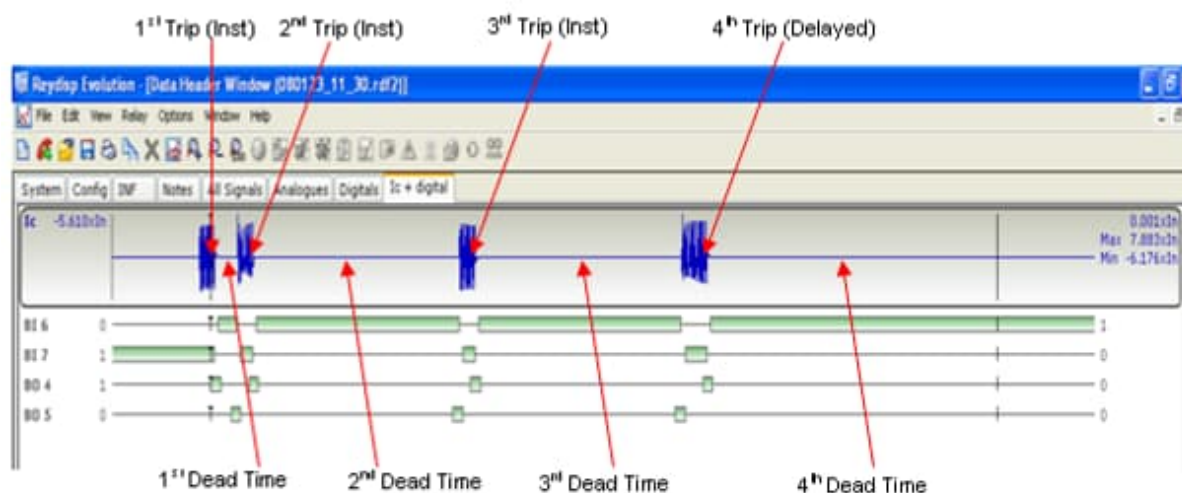 1st Trip (Inst) 2nd Trip (Inst) 3rd Trip (Inst) 4th Trip (Delayed)
Reydisp Evolution - [Data Header Window (080123_11_30.rdf2)]
File Edit View Relay Options Window Help
System Config INF Notes All Signals Analogues Digitals Ic + digital
Ic -5.610xIn 0.001xIn
Max 7.883xIn
Min -6.176xIn
BI 6 0 1
BI 7 1 0
BO 4 1 0
BO 5 0 0
1st Dead Time 2nd Dead Time 3rd Dead Time 4th Dead Time